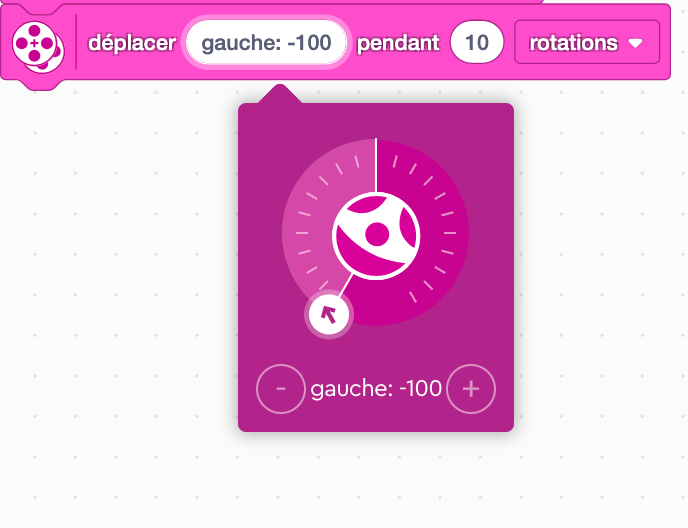 déplacer gauche: -100 pendant 10 rotations
- gauche: -100 +